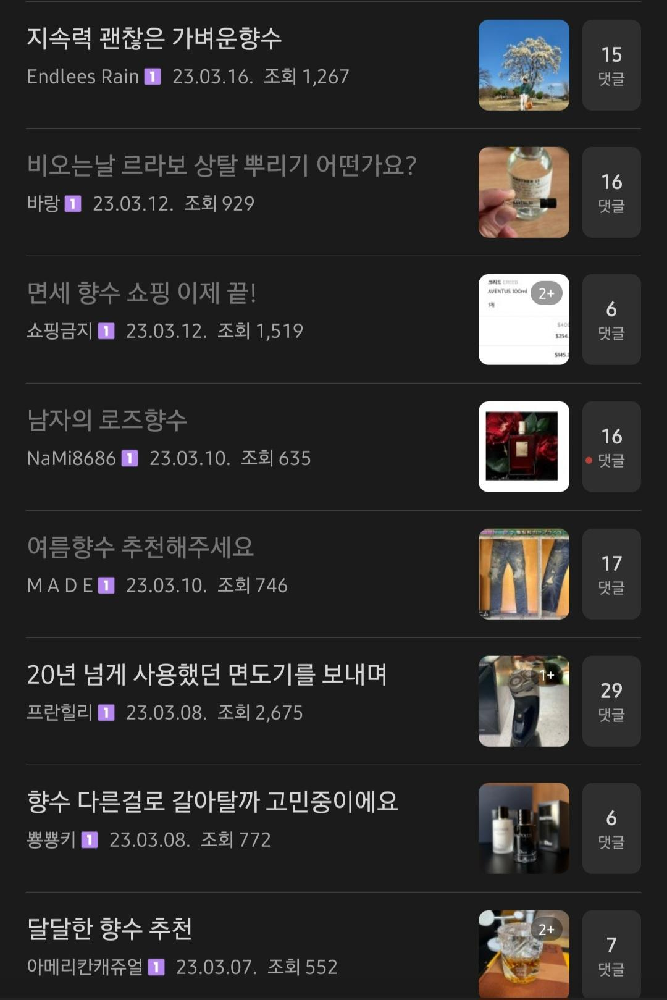 지속력 괜찮은 가벼운향수
Endlees Rain 1 23.03.16. 조회 1,267
15
댓글
비오는날 르라보 상탈 뿌리기 어떤가요?
바랑 1 23.03.12. 조회 929
16
댓글
면세 향수 쇼핑 이제 끝!
쇼핑금지 1 23.03.12. 조회 1,519
크리드 CREED
AVENTUS 100ml
1개
2+
6
댓글
남자의 로즈향수
NaMi8686 1 23.03.10. 조회 635
16
댓글
여름향수 추천해주세요
M A D E 1 23.03.10. 조회 746
17
댓글
20년 넘게 사용했던 면도기를 보내며
프란힐리 1 23.03.08. 조회 2,675
1+
29
댓글
향수 다른걸로 갈아탈까 고민중이에요
뿅뿅키 1 23.03.08. 조회 772
6
댓글
달달한 향수 추천
아메리칸캐쥬얼 1 23.03.07. 조회 552
2+
7
댓글